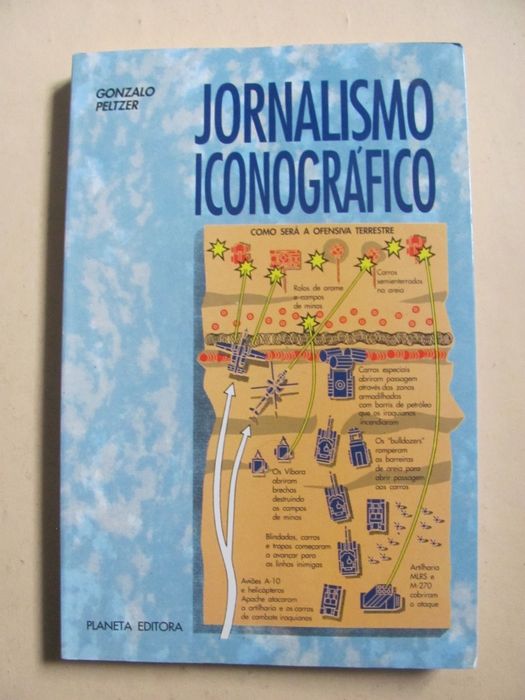 GONZALO
PELTZER
JORNALISMO
ICONOGRÁFICO
COMO SERÁ A OFENSIVA TERRESTRE
Rolos de arame
e campos
de minas
Carros
semienterrados
na areia
Carros especiais
abriram passagem
através das zonas
armadilhadas
com barris de petróleo
que os iraquianos
incendiaram
Os "bulldozers"
romperam
as barreiras
de areia para
abrir passagem
aos carros
Os Víbora
abriram
brechas
destruindo
os campos
de minas
Blindados, carros
e tropas começaram
a avançar para
as linhas inimigas
Aviões A-10
e helicópteros
Apache atacaram
a artilharia e os carros
de combate iraquianos
Artilharia
MLRS e
M-270
cobriram
o ataque
PLANETA EDITORA